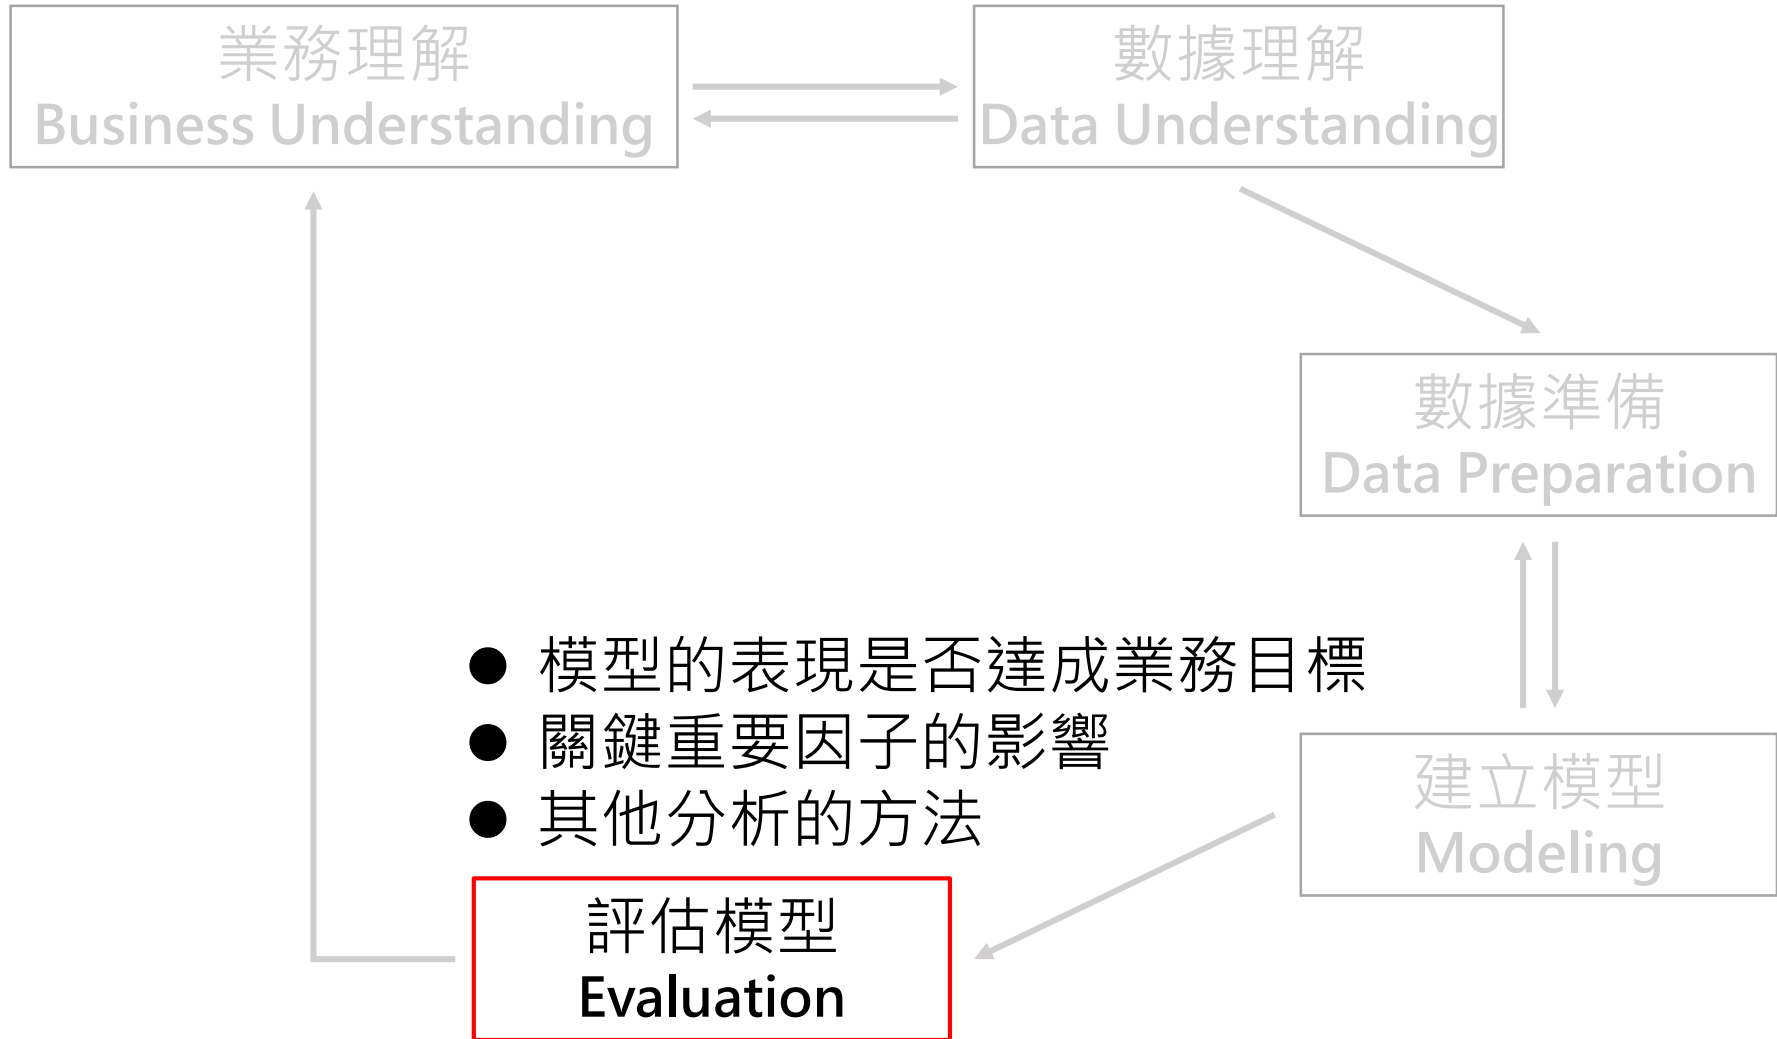 業務理解
Business Understanding
數據理解
Data Understanding
數據準備
Data Preparation
建立模型
Modeling
● 模型的表現是否達成業務目標
● 關鍵重要因子的影響
● 其他分析的方法
評估模型
Evaluation